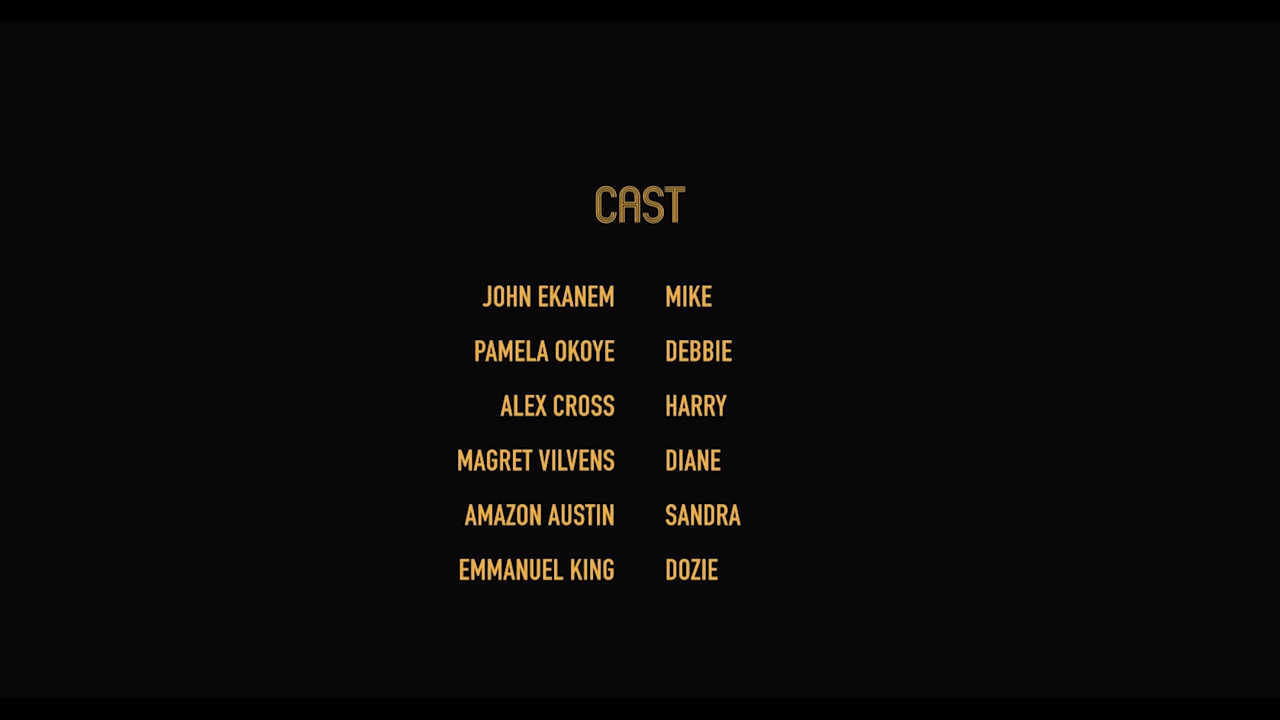 CAST
JOHN EKANEM MIKE
PAMELA OKOYE DEBBIE
ALEX CROSS HARRY
MAGRET VILVENS DIANE
AMAZON AUSTIN SANDRA
EMMANUEL KING DOZIE